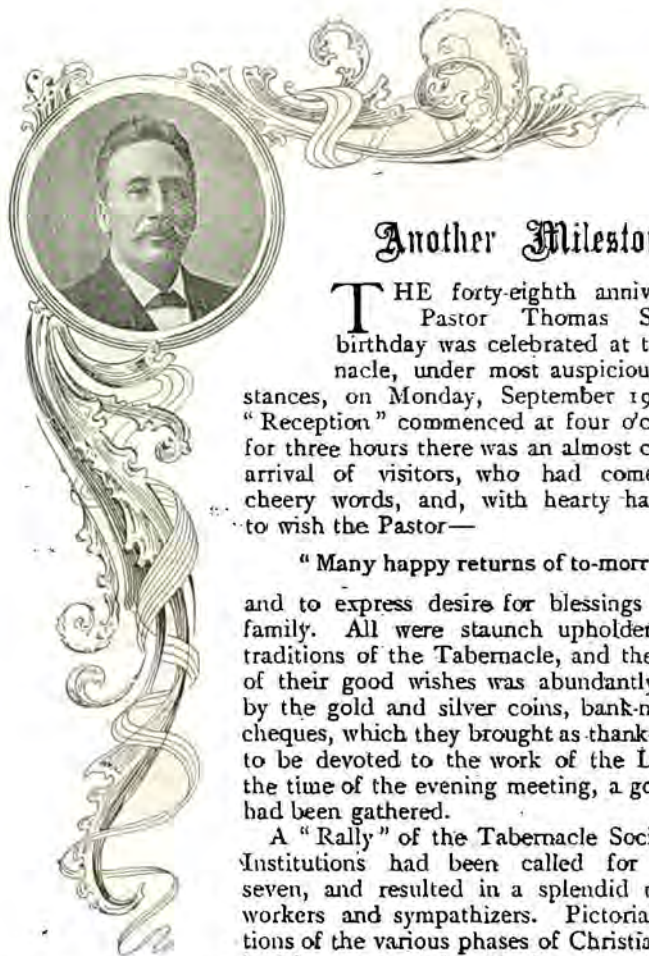 Another Milesto
THE forty-eighth anniv
Pastor Thomas S
birthday was celebrated at t
nacle, under most auspiciou
stances, on Monday, September 19
"Reception" commenced at four o'c
for three hours there was an almost c
arrival of visitors, who had come
cheery words, and, with hearty ha
to wish the Pastor—
"Many happy returns of to-morr
and to express desire for blessings
family. All were staunch upholder
traditions of the Tabernacle, and the
of their good wishes was abundantly
by the gold and silver coins, bank-n
cheques, which they brought as thank-
to be devoted to the work of the L
the time of the evening meeting, a go
had been gathered.
A "Rally" of the Tabernacle Soci
Institutions had been called for
seven, and resulted in a splendid
workers and sympathizers. Pictoria
tions of the various phases of Christia